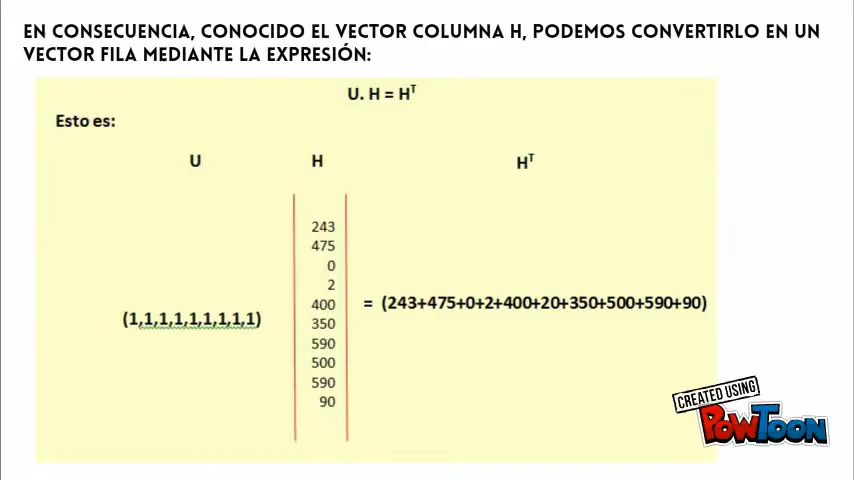 EN CONSECUENCIA, CONOCIDO EL VECTOR COLUMNA H, PODEMOS CONVERTIRLO EN UN
VECTOR FILA MEDIANTE LA EXPRESIÓN:
U. H = Hᵀ
Esto es:
U H Hᵀ
243
475
0
2
400
350
590
500
590
90
(1,1,1,1,1,1,1,1,1)
= (243+475+0+2+400+20+350+500+590+90)
CREATED USING
POWTOON